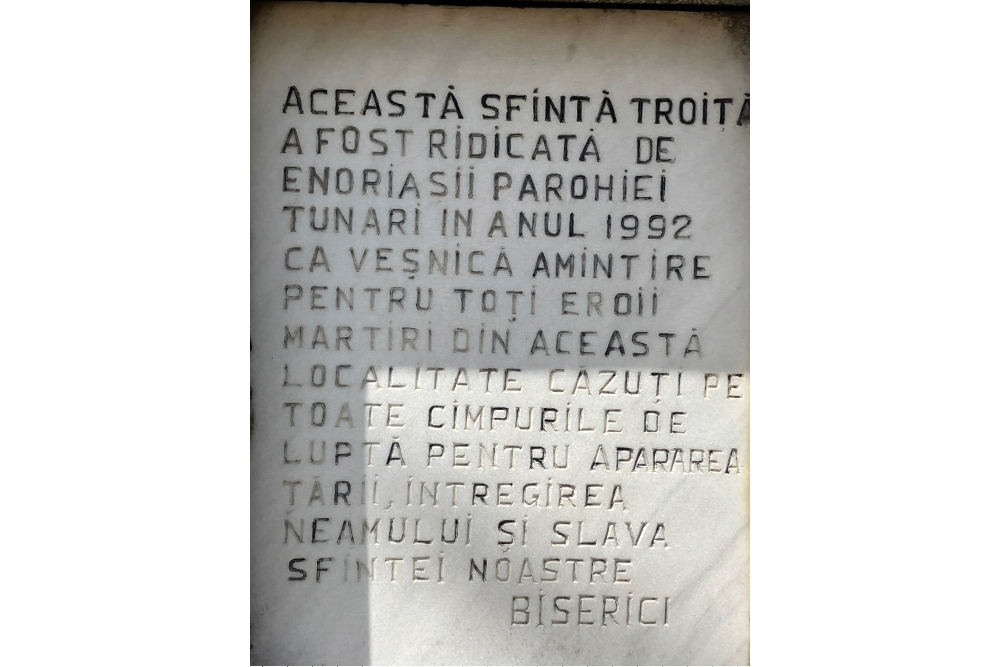 ACEASTĂ SFÎNTĂ TROIȚĂ
A FOST RIDICATĂ DE
ENORIASII PAROHIEI
TUNARI IN ANUL 1992
CA VEȘNICĂ AMINTIRE
PENTRU TOȚI EROII
MARTIRI DIN ACEASTĂ
LOCALITATE CĂZUȚI PE
TOATE CÎMPURILE DE
LUPTĂ PENTRU APĂRAREA
ȚĂRII, ÎNTREGIREA
NEAMULUI ȘI SLAVA
SFINTEI NOASTRE
BISERICI